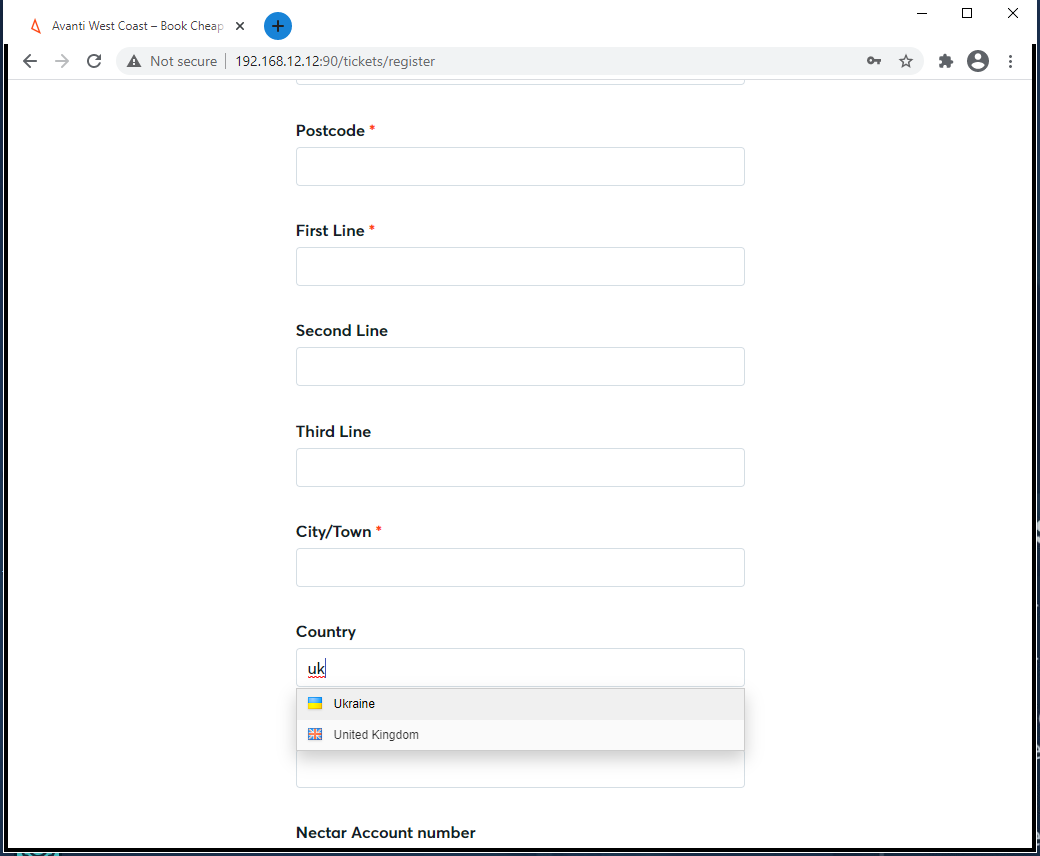 Avanti West Coast – Book Cheap
Not secure
192.168.12.12:90/tickets/register
Postcode *
First Line *
Second Line
Third Line
City/Town *
Country
uk
Ukraine
United Kingdom
Nectar Account number